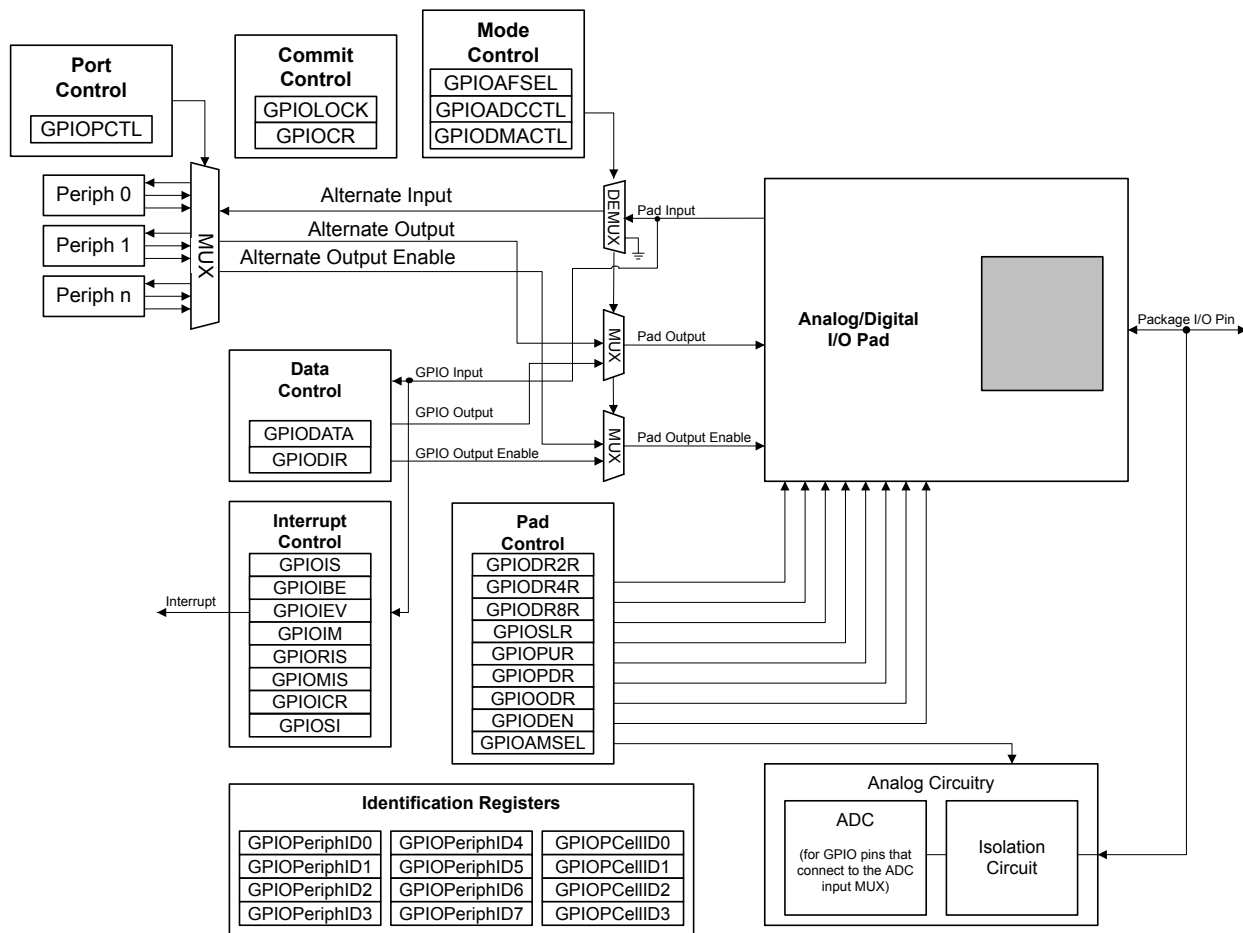 Port
Control
GPIOPCTL
Commit
Control
GPIOLOCK
GPIOCR
Mode
Control
GPIOAFSEL
GPIOADCCTL
GPIODMACTL
Periph 0
Periph 1
Periph n
MUX
Alternate Input
Alternate Output
Alternate Output Enable
DEMUX
Pad Input
MUX
Pad Output
MUX
Pad Output Enable
Analog/Digital
I/O Pad
Package I/O Pin
Data
Control
GPIODATA
GPIODIR
GPIO Input
GPIO Output
GPIO Output Enable
Interrupt
Control
GPIOIS
GPIOIBE
GPIOIEV
GPIOIM
GPIORIS
GPIOMIS
GPIOICR
GPIOSI
Interrupt
Pad
Control
GPIODR2R
GPIODR4R
GPIODR8R
GPIOSLR
GPIOPUR
GPIOPDR
GPIOODR
GPIODEN
GPIOAMSEL
Analog Circuitry
ADC
(for GPIO pins that
connect to the ADC
input MUX)
Isolation
Circuit
Identification Registers
GPIOPeriphID0
GPIOPeriphID1
GPIOPeriphID2
GPIOPeriphID3
GPIOPeriphID4
GPIOPeriphID5
GPIOPeriphID6
GPIOPeriphID7
GPIOPCellID0
GPIOPCellID1
GPIOPCellID2
GPIOPCellID3